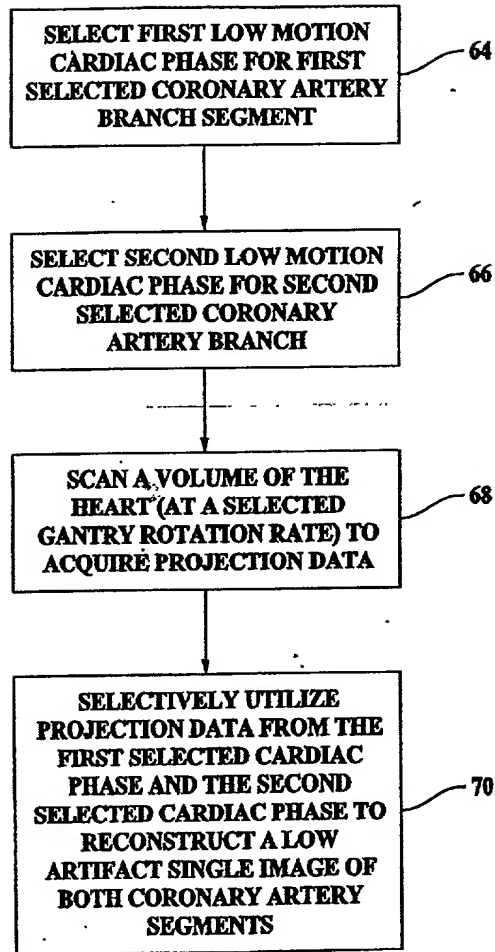 SELECT FIRST LOW MOTION
CARDIAC PHASE FOR FIRST
SELECTED CORONARY ARTERY
BRANCH SEGMENT
64
SELECT SECOND LOW MOTION
CARDIAC PHASE FOR SECOND
SELECTED CORONARY
ARTERY BRANCH
66
SCAN A VOLUME OF THE
HEART (AT A SELECTED
GANTRY ROTATION RATE) TO
ACQUIRE PROJECTION DATA
68
SELECTIVELY UTILIZE
PROJECTION DATA FROM THE
FIRST SELECTED CARDIAC
PHASE AND THE SECOND
SELECTED CARDIAC PHASE TO
RECONSTRUCT A LOW
ARTIFACT SINGLE IMAGE OF
BOTH CORONARY ARTERY
SEGMENTS
70